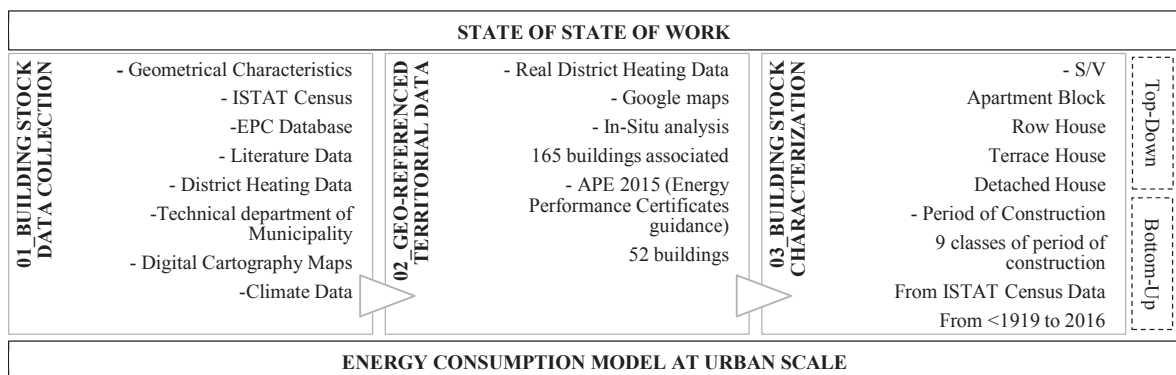 STATE OF STATE OF WORK
01_BUILDING STOCK
DATA COLLECTION
- Geometrical Characteristics
- ISTAT Census
-EPC Database
- Literature Data
- District Heating Data
-Technical department of
Municipality
- Digital Cartography Maps
-Climate Data
02_GEO-REFERENCED
TERRITORIAL DATA
- Real District Heating Data
- Google maps
- In-Situ analysis
165 buildings associated
- APE 2015 (Energy
Performance Certificates
guidance)
52 buildings
03_BUILDING STOCK
CHARACTERIZATION
- S/V
Apartment Block
Row House
Terrace House
Detached House
- Period of Construction
9 classes of period of
construction
From ISTAT Census Data
From <1919 to 2016
Top-Down
Bottom-Up
ENERGY CONSUMPTION MODEL AT URBAN SCALE